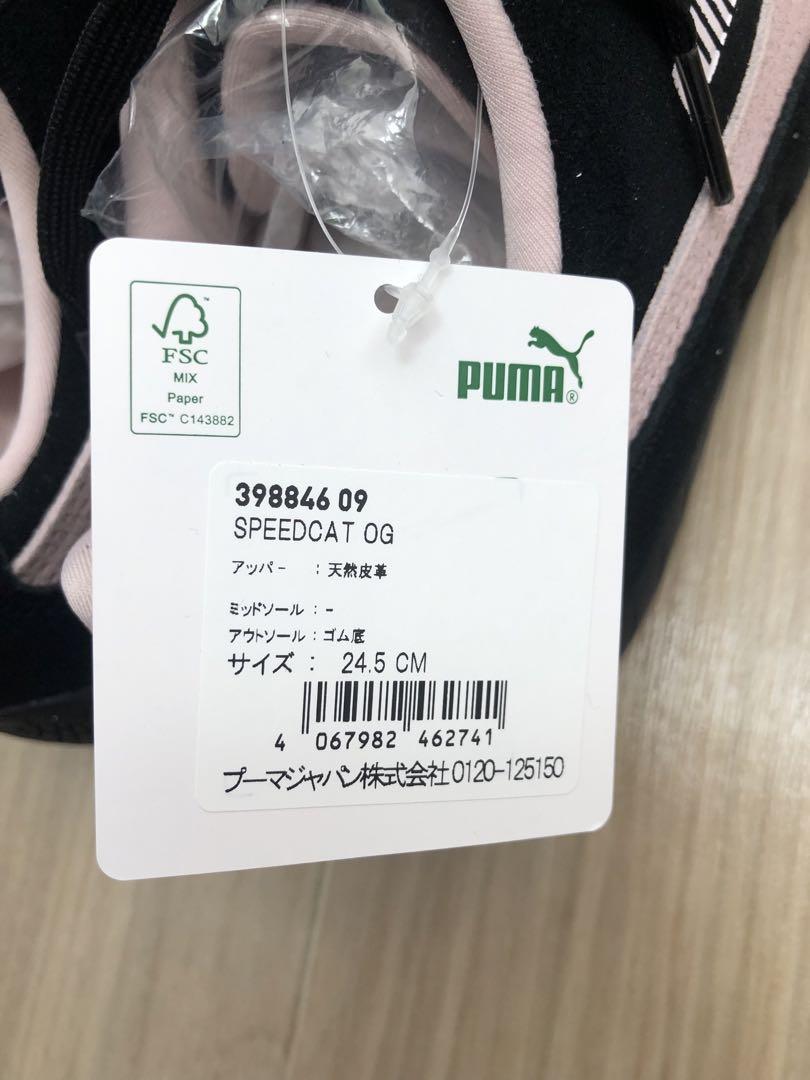 FSC™
MIX
Paper
FSC™ C143882
PUMA®
398846 09
SPEEDCAT OG
アッパー : 天然皮革
ミッドソール : -
アウトソール : ゴム底
サイズ : 24.5 CM
4 067982 462741
プーマジャパン株式会社0120-125150